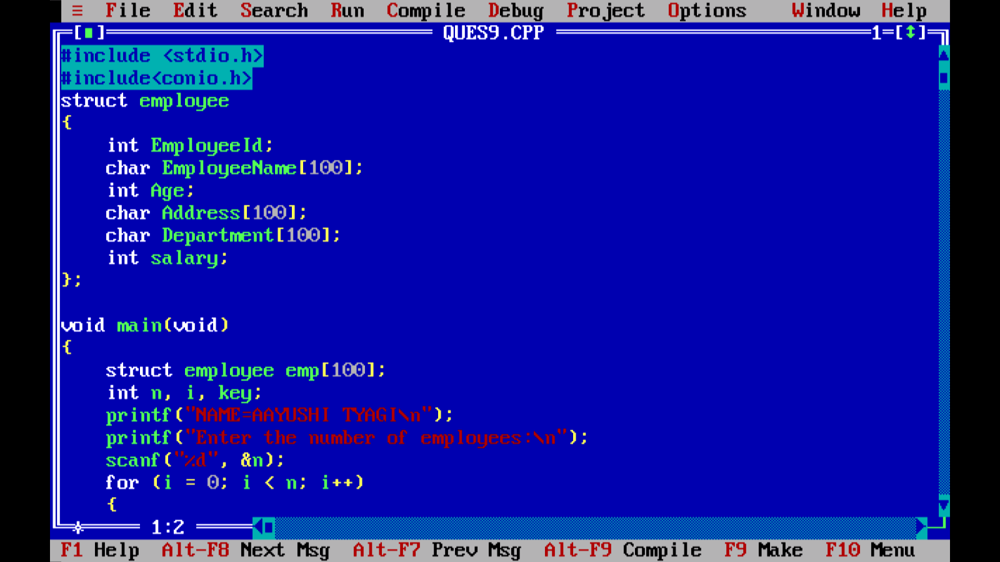 ≡ File Edit Search Run Compile Debug Project Options Window Help
[■] QUES9.CPP 1=[↕]
#include <stdio.h>
#include<conio.h>
struct employee
{
    int EmployeeId;
    char EmployeeName[100];
    int Age;
    char Address[100];
    char Department[100];
    int salary;
};

void main(void)
{
    struct employee emp[100];
    int n, i, key;
    printf("NAME=AAYUSHI TYAGI\n");
    printf("Enter the number of employees:\n");
    scanf("%d", &n);
    for (i = 0; i < n; i++)
    {
1:2
F1 Help Alt-F8 Next Msg Alt-F7 Prev Msg Alt-F9 Compile F9 Make F10 Menu